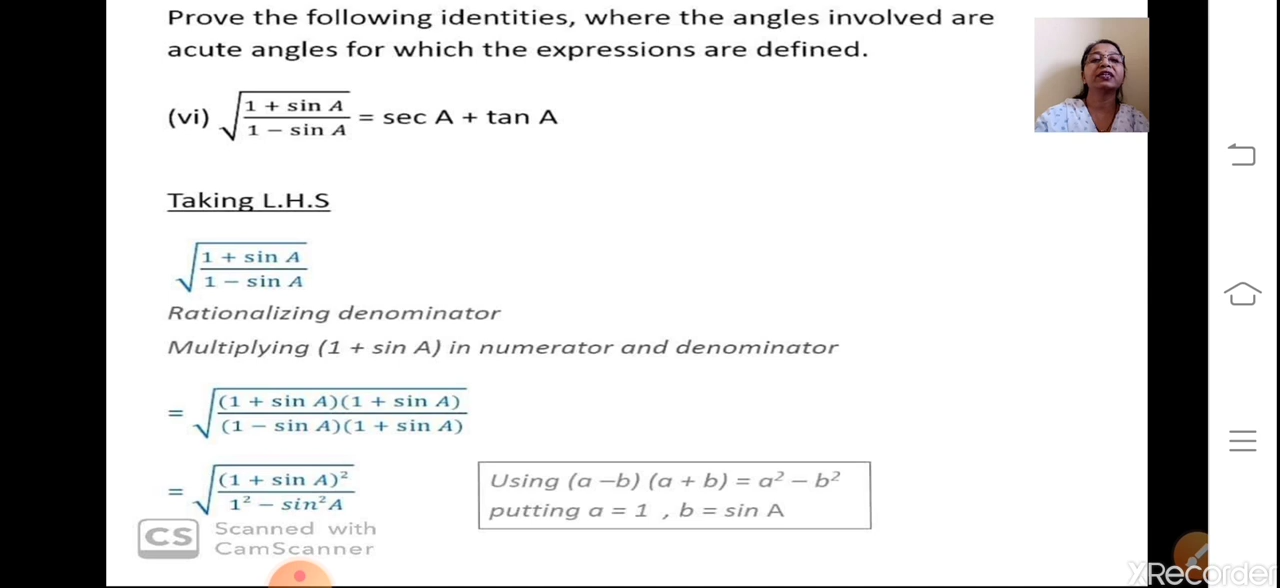 Prove the following identities, where the angles involved are
acute angles for which the expressions are defined.
(vi) √((1 + sin A)/(1 − sin A)) = sec A + tan A
Taking L.H.S
√((1 + sin A)/(1 − sin A))
Rationalizing denominator
Multiplying (1 + sin A) in numerator and denominator
= √((1 + sin A)(1 + sin A)/(1 − sin A)(1 + sin A))
= √((1 + sin A)²/(1² − sin²A))
Using (a −b) (a + b) = a² − b²
putting a = 1 , b = sin A
CS
Scanned with
CamScanner
XRecorder